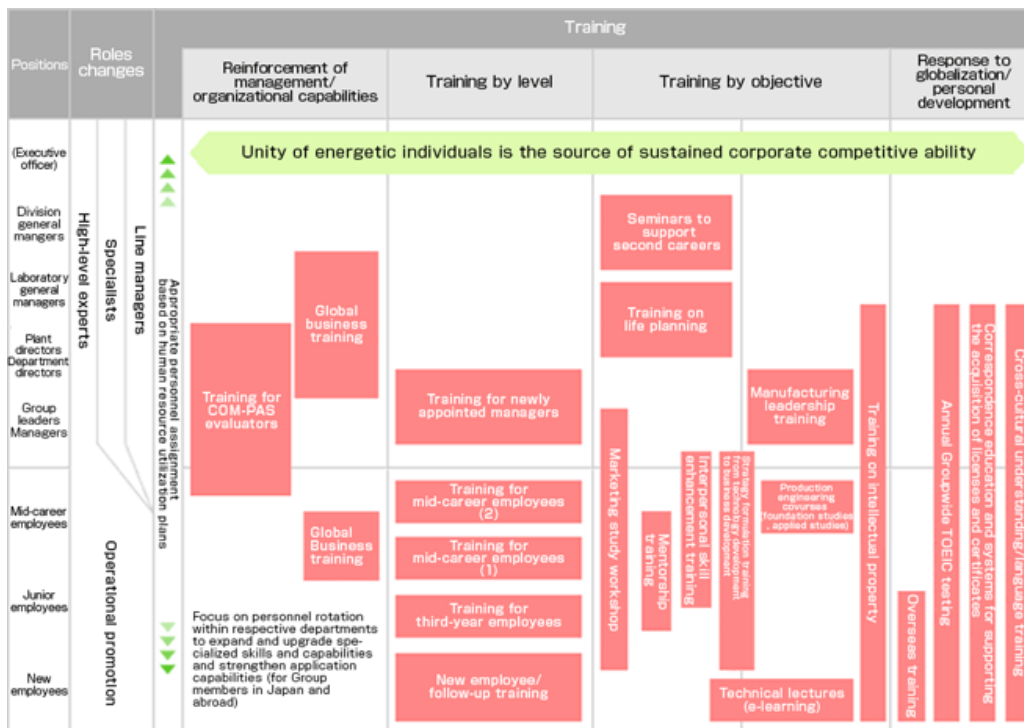 Positions
Roles
changes
Training
Reinforcement of
management/
organizational capabilities
Training by level
Training by objective
Response to
globalization/
personal
development
(Executive
officer)
Division
general
mangers
Laboratory
general
managers
Plant
directors
Department
directors
Group
leaders
Managers
Mid-career
employees
Junior
employees
New
employees
High-level experts
Specialists
Line managers
Operational promotion
Appropriate personnel assignment
based on human resource utilization plans
Unity of energetic individuals is the source of sustained corporate competitive ability
Training for
COM-PAS
evaluators
Global
business
training
Global
Business
training
Focus on personnel rotation
within respective departments
to expand and upgrade spe-
cialized skills and capabilities
and strengthen application
capabilities (for Group
members in Japan and
abroad)
Training for newly
appointed managers
Training for
mid-career employees
(2)
Training for
mid-career employees
(1)
Training for
third-year employees
New employee/
follow-up training
Seminars to
support
second careers
Training on
life planning
Manufacturing
leadership
training
Marketing study workshop
Mentorship
training
Interpersonal skill
enhancement training
Strategy formulation training
from technology development
to business development
Production
engineering
covurses
(foundation studies
, applied studies)
Technical lectures
(e-learning)
Training on intellectual property
Overseas training
Annual Groupwide TOEIC testing
Correspondence education and systems for supporting
the acquisition of licenses and certificates
Cross-cultural understanding/language training